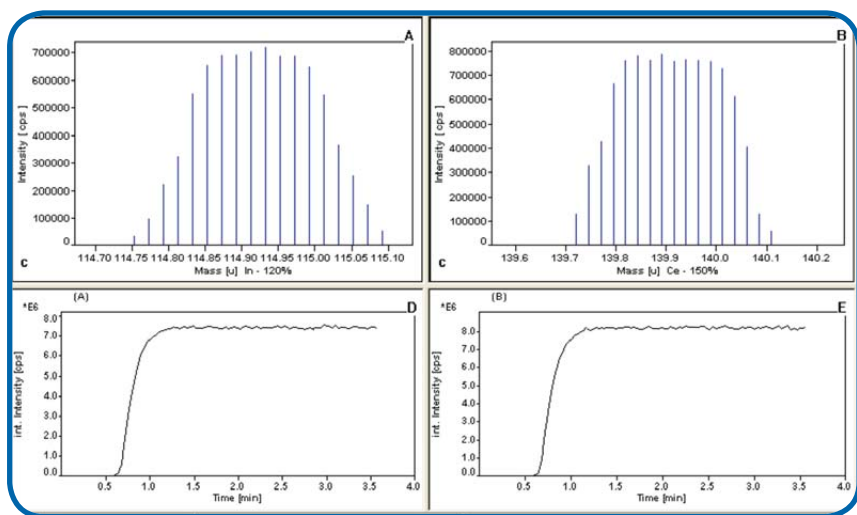 A
Intensity [cps]
700000
600000
500000
400000
300000
200000
100000
0
114.70 114.75 114.80 114.85 114.90 114.95 115.00 115.05 115.10
c
Mass [u] In - 120%
B
Intensity [cps]
800000
700000
600000
500000
400000
300000
200000
100000
0
139.6 139.7 139.8 139.9 140.0 140.1 140.2
c
Mass [u] Ce - 150%
(A)
*E6
D
int. Intensity [cps]
8.0
7.0
6.0
5.0
4.0
3.0
2.0
1.0
0.0
0.5 1.0 1.5 2.0 2.5 3.0 3.5 4.0
Time [min]
(B)
*E6
E
int. Intensity [cps]
8.0
7.0
6.0
5.0
4.0
3.0
2.0
1.0
0.0
0.5 1.0 1.5 2.0 2.5 3.0 3.5 4.0
Time [min]